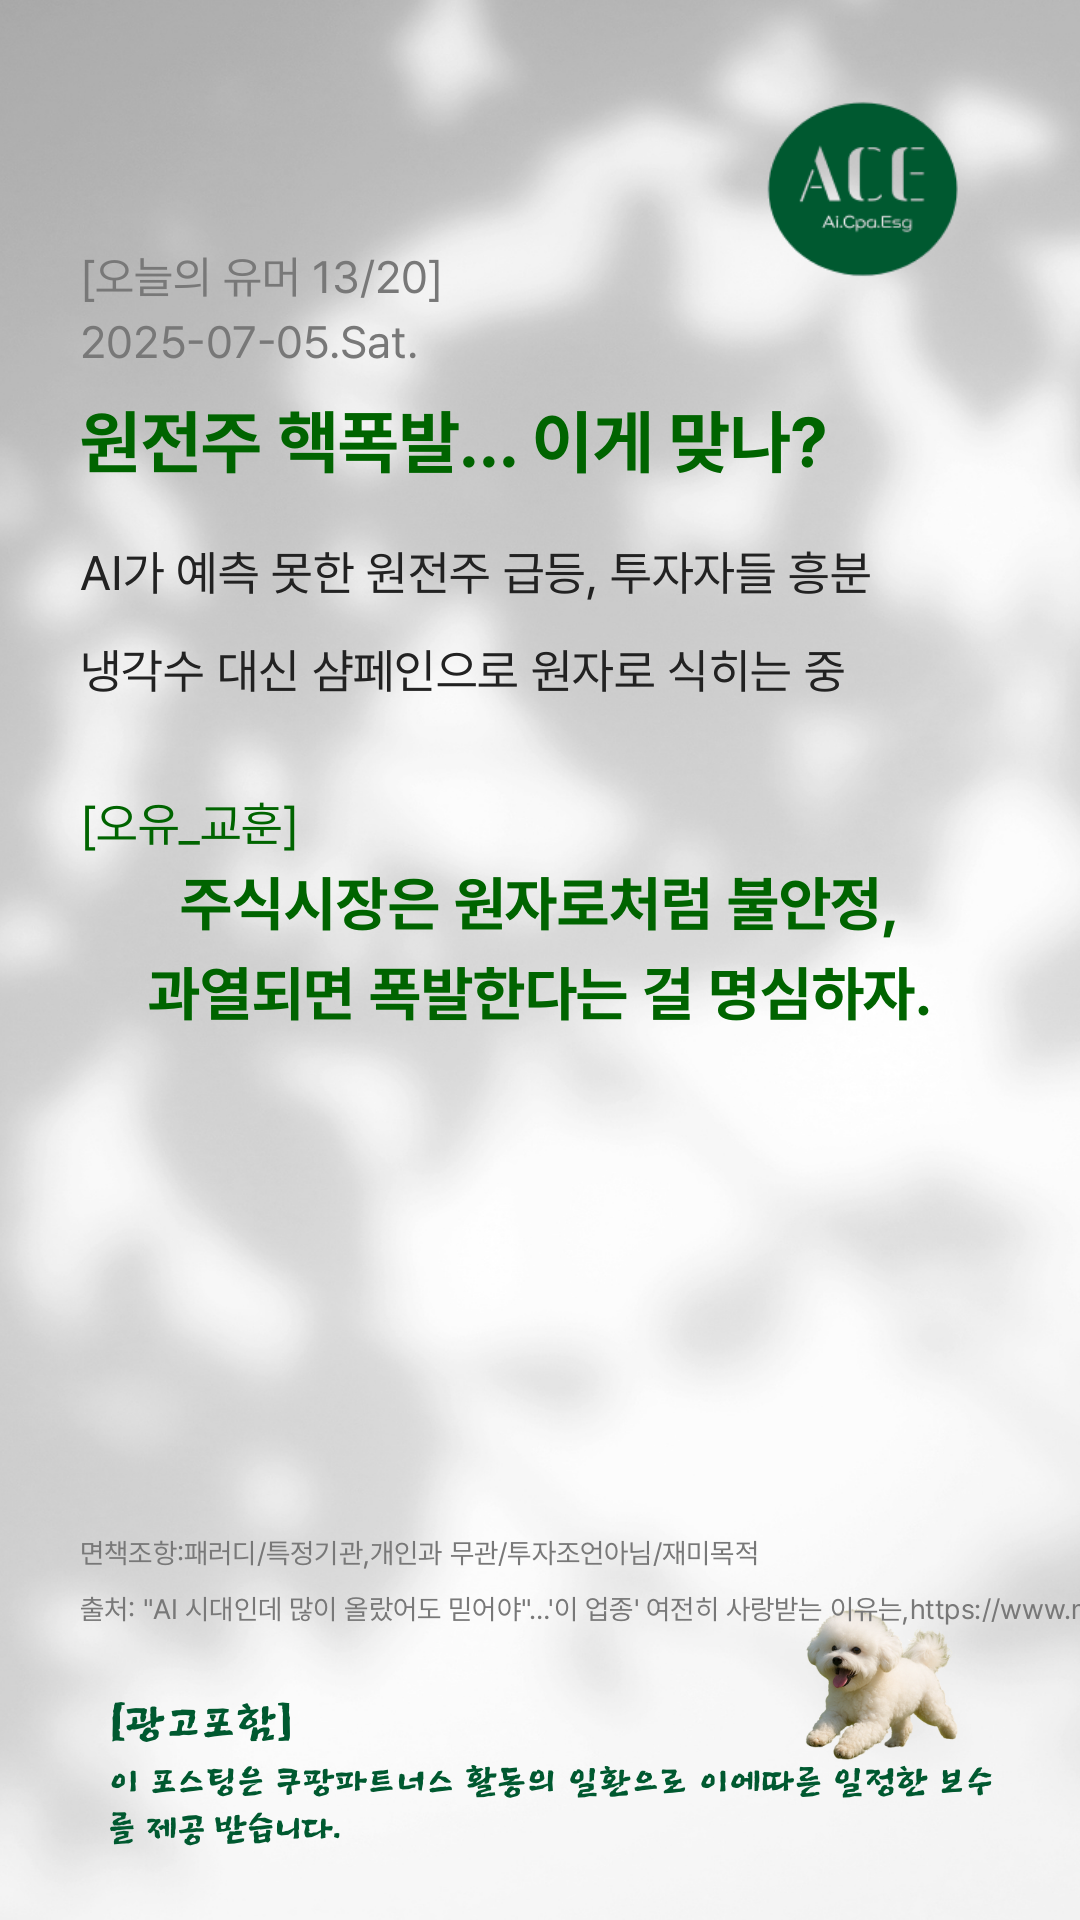 ACE
Ai.Cpa.Esg
[오늘의 유머 13/20]
2025-07-05.Sat.
원전주 핵폭발... 이게 맞나?
AI가 예측 못한 원전주 급등, 투자자들 흥분
냉각수 대신 샴페인으로 원자로 식히는 중
[오유_교훈]
주식시장은 원자로처럼 불안정,
과열되면 폭발한다는 걸 명심하자.
면책조항:패러디/특정기관,개인과 무관/투자조언아님/재미목적
출처: "AI 시대인데 많이 올랐어도 믿어야"...'이 업종' 여전히 사랑받는 이유는,https://www.
[광고포함]
이 포스팅은 쿠팡파트너스 활동의 일환으로 이에따른 일정한 보수
를 제공 받습니다.